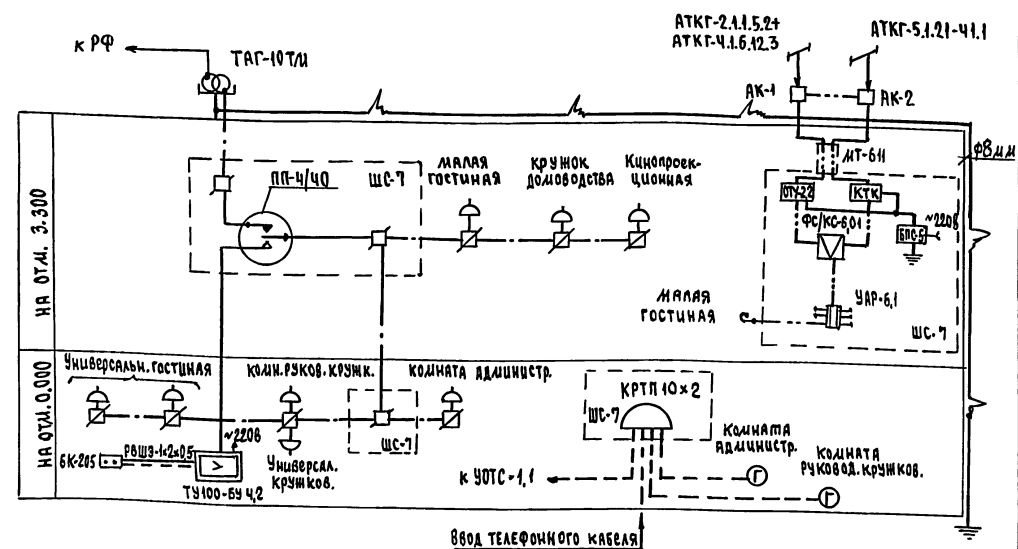 АТКГ-2.1.1.5.2т
АТКГ-4.1.6.12.3
АТКГ-5.1.21-41.1
к РФ
ТАГ-10ТМ
АК-1
АК-2
Ф8мм
МТ-611
НА ОТМ. 3.300
ПП-4/40
ШС-7
МАЛАЯ
ГОСТИНАЯ
КРУЖОК
ДОМОВОДСТВА
Кинопроек-
ционная
КТК
ФС/КС-6,01
~220В
БПС-5
УАР-6,1
МАЛАЯ
ГОСТИНАЯ
ШС-7
НА ОТМ. 0.000
Универсальн. гостиная
комн. руков. кружк.
комната администр.
КРТП 10×2
ШС-7
ШС-7
~220В
РВШЭ-1×2×0,5
БК-205
ТУ100-БУ 4,2
Универсал.
кружков.
Комната
администр.
Г
Комната
руковод. кружков.
Г
к УОТС-1,1
Ввод телефонного кабеля